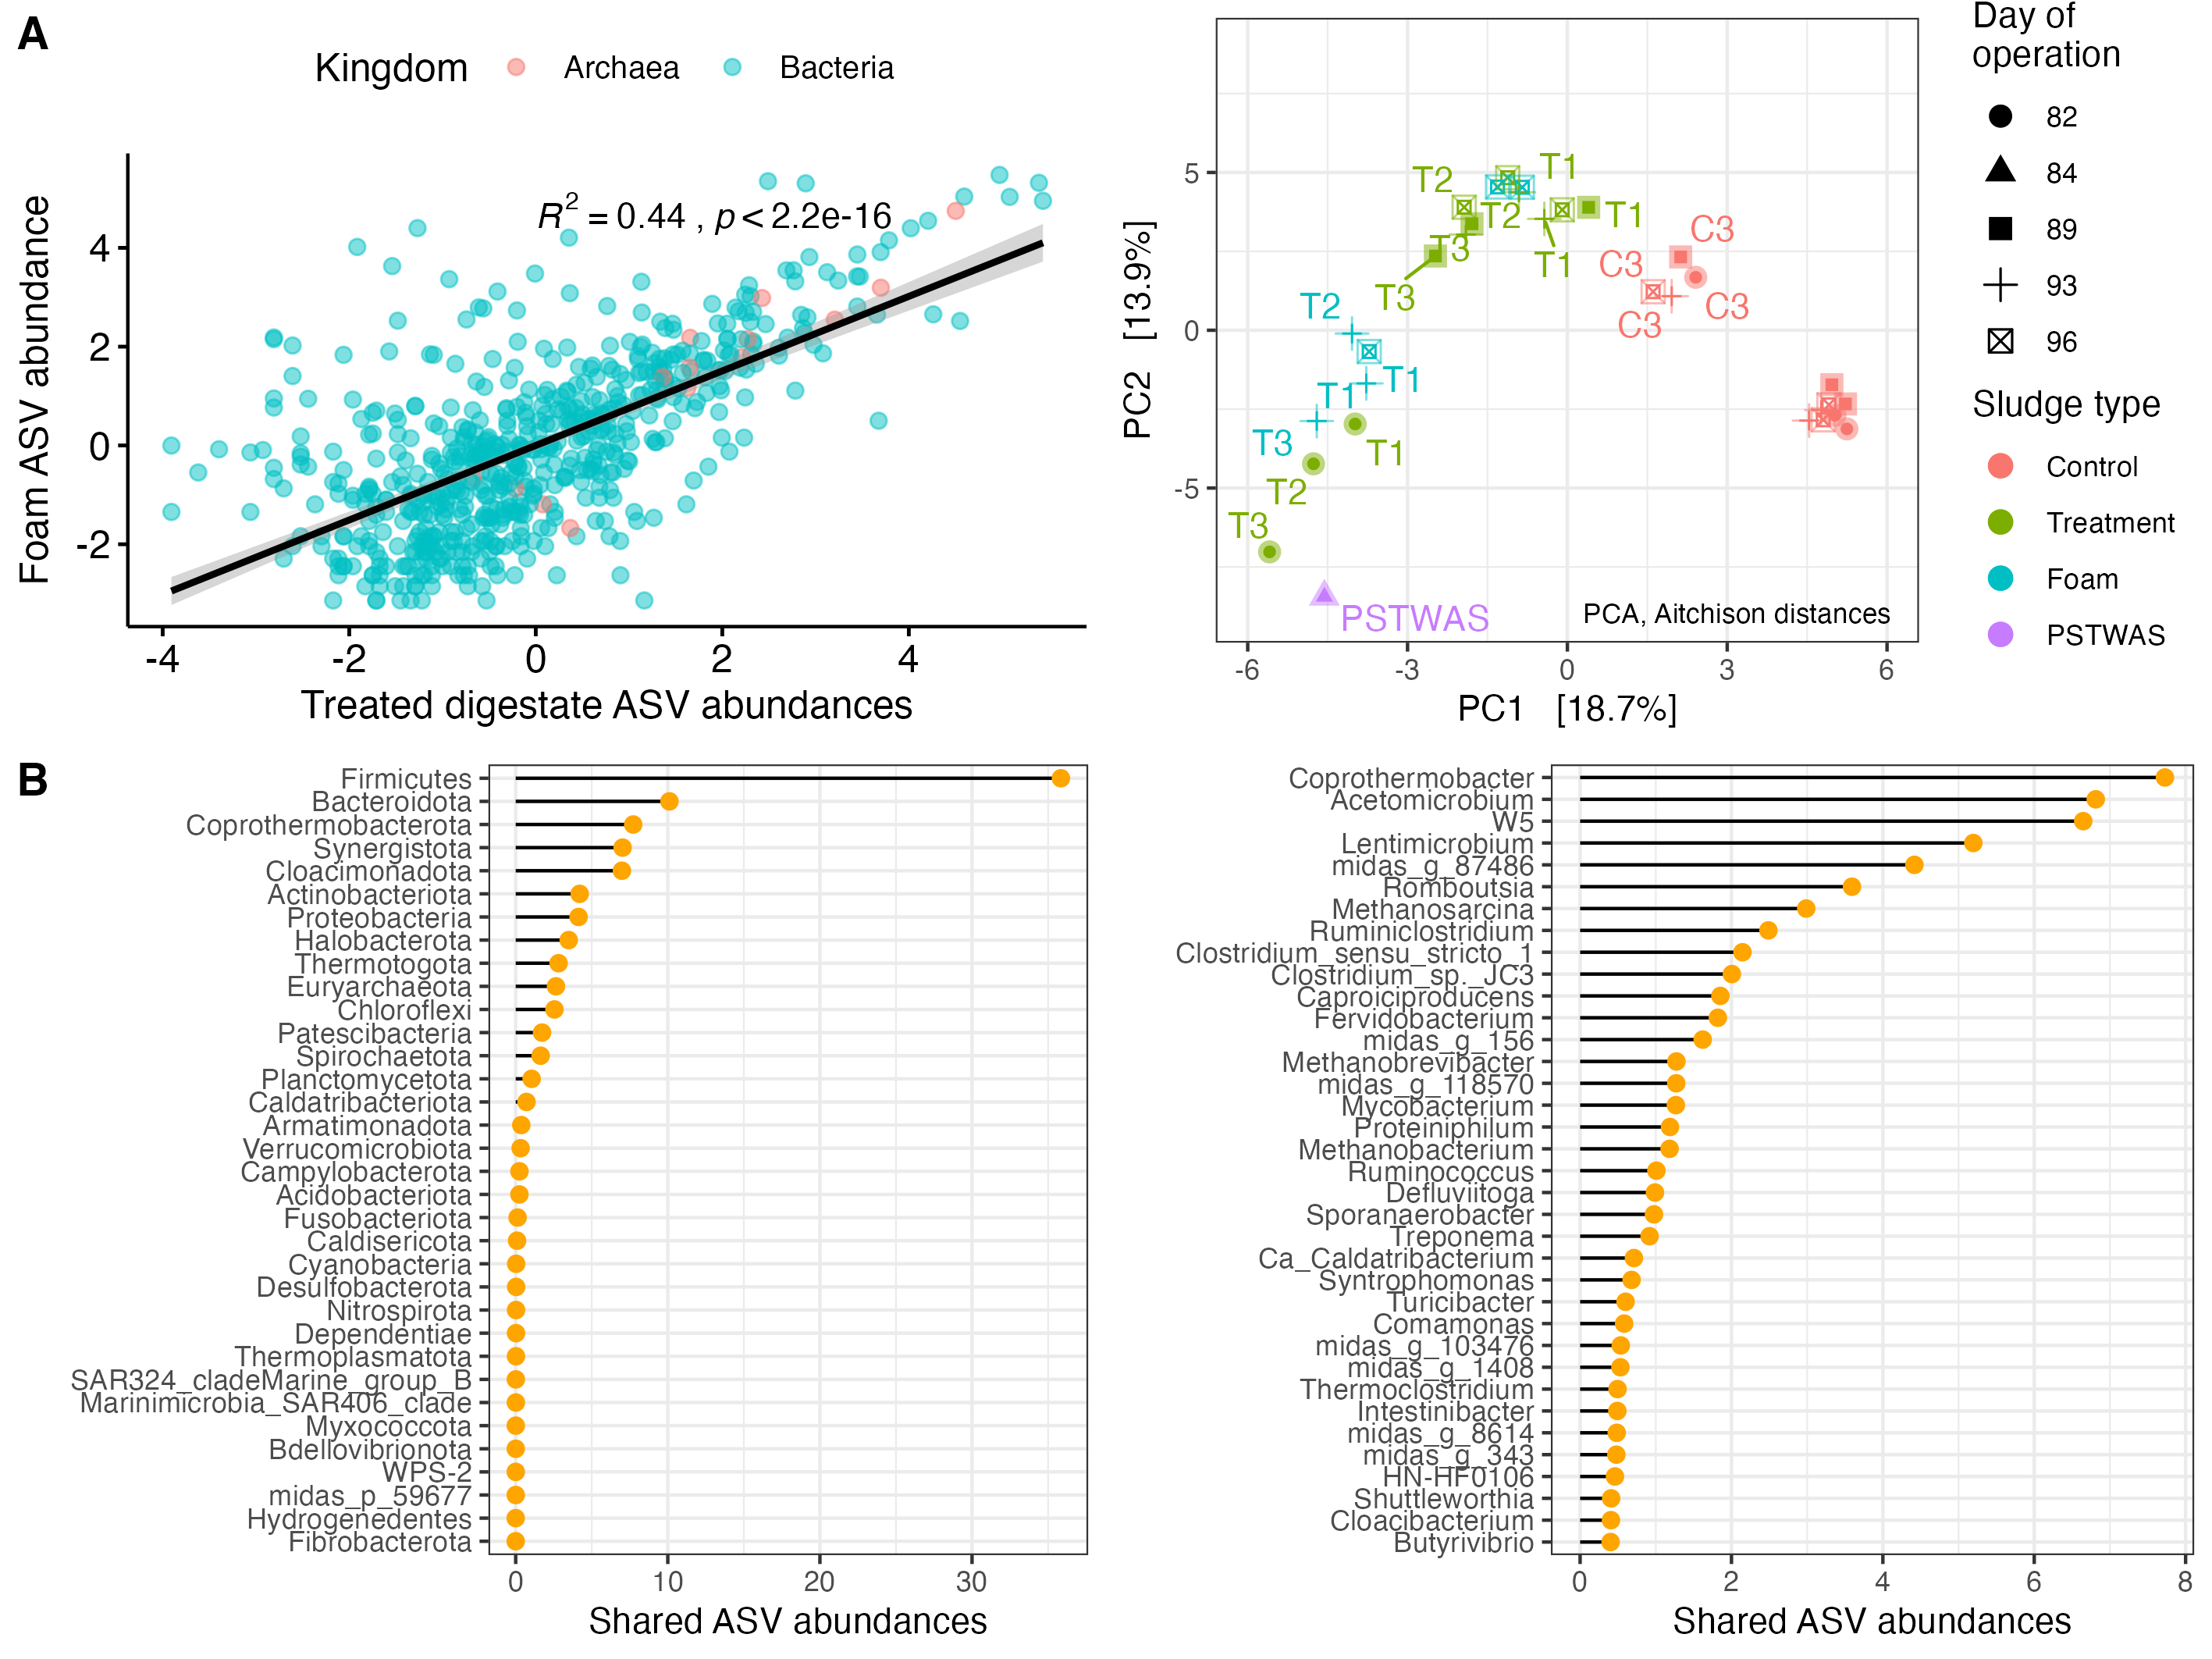 A
Kingdom Archaea Bacteria
R2 = 0.44 , p < 2.2e-16
Foam ASV abundance
4
2
0
-2
-4 -2 0 2 4
Treated digestate ASV abundances
PC2 [13.9%]
5
0
-5
T1
T2
T2
T1
T3
T1
T3
C3
C3
C3
C3
T2
T1
T1
T3
T1
T2
T3
PSTWAS
PCA, Aitchison distances
-6 -3 0 3 6
PC1 [18.7%]
Day of
operation
82
84
89
93
96
Sludge type
Control
Treatment
Foam
PSTWAS
B
Firmicutes
Bacteroidota
Coprothermobacterota
Synergistota
Cloacimonadota
Actinobacteriota
Proteobacteria
Halobacterota
Thermotogota
Euryarchaeota
Chloroflexi
Patescibacteria
Spirochaetota
Planctomycetota
Caldatribacteriota
Armatimonadota
Verrucomicrobiota
Campylobacterota
Acidobacteriota
Fusobacteriota
Caldisericota
Cyanobacteria
Desulfobacterota
Nitrospirota
Dependentiae
Thermoplasmatota
SAR324_cladeMarine_group_B
Marinimicrobia_SAR406_clade
Myxococcota
Bdellovibrionota
WPS-2
midas_p_59677
Hydrogenedentes
Fibrobacterota
0 10 20 30
Shared ASV abundances
Coprothermobacter
Acetomicrobium
W5
Lentimicrobium
midas_g_87486
Romboutsia
Methanosarcina
Ruminiclostridium
Clostridium_sensu_stricto_1
Clostridium_sp._JC3
Caproiciproducens
Fervidobacterium
midas_g_156
Methanobrevibacter
midas_g_118570
Mycobacterium
Proteiniphilum
Methanobacterium
Ruminococcus
Defluviitoga
Sporanaerobacter
Treponema
Ca_Caldatribacterium
Syntrophomonas
Turicibacter
Comamonas
midas_g_103476
midas_g_1408
Thermoclostridium
Intestinibacter
midas_g_8614
midas_g_343
HN-HF0106
Shuttleworthia
Cloacibacterium
Butyrivibrio
0 2 4 6 8
Shared ASV abundances